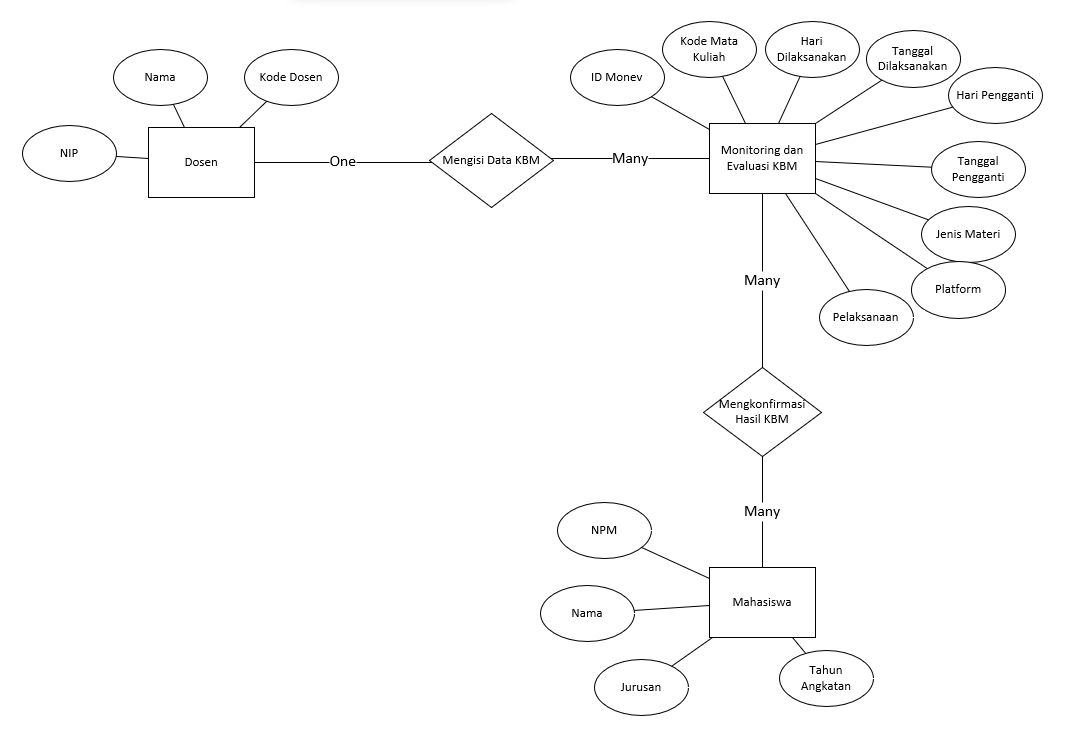 Nama
Kode Dosen
NIP
Dosen
One
Mengisi Data KBM
Many
ID Monev
Kode Mata
Kuliah
Hari
Dilaksanakan
Tanggal
Dilaksanakan
Hari Pengganti
Monitoring dan
Evaluasi KBM
Tanggal
Pengganti
Jenis Materi
Platform
Pelaksanaan
Many
Mengkonfirmasi
Hasil KBM
Many
NPM
Nama
Mahasiswa
Jurusan
Tahun
Angkatan